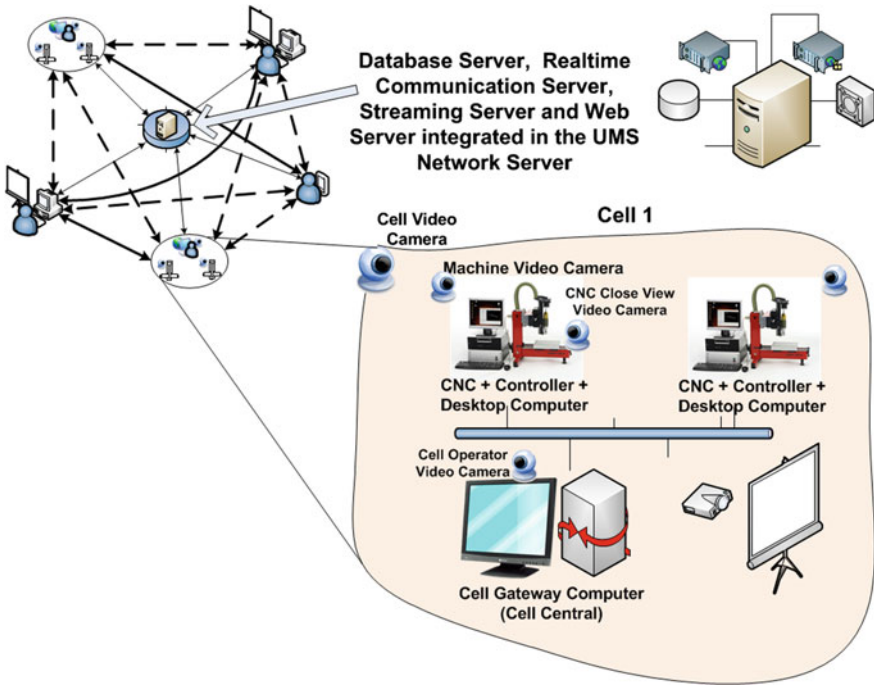 Database Server, Realtime
Communication Server,
Streaming Server and Web
Server integrated in the UMS
Network Server
Cell 1
Cell Video
Camera
Machine Video Camera
CNC Close View
Video Camera
CNC + Controller +
Desktop Computer
CNC + Controller +
Desktop Computer
Cell Operator
Video Camera
Cell Gateway Computer
(Cell Central)